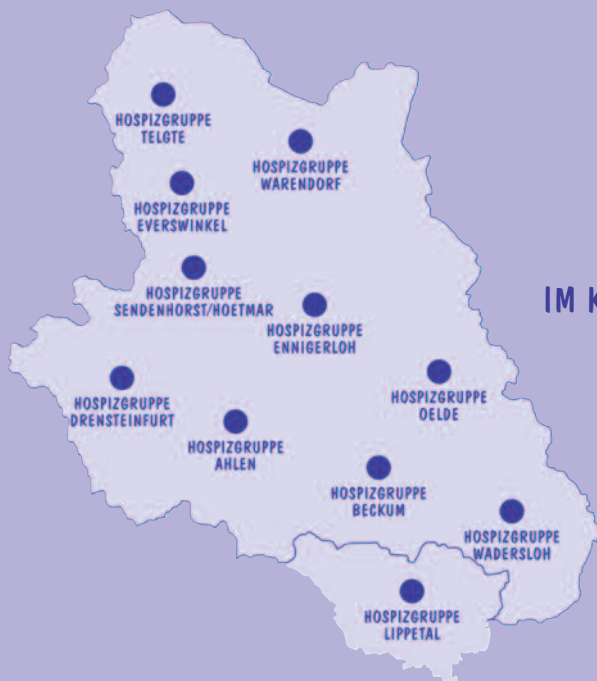 HOSPIZGRUPPE
TELGTE
HOSPIZGRUPPE
WARENDORF
HOSPIZGRUPPE
EVERSWINKEL
HOSPIZGRUPPE
SENDENHORST/HOETMAR
HOSPIZGRUPPE
ENNIGERLOH
IM K
HOSPIZGRUPPE
DRENSTEINFURT
HOSPIZGRUPPE
OELDE
HOSPIZGRUPPE
AHLEN
HOSPIZGRUPPE
BECKUM
HOSPIZGRUPPE
WADERSLOH
HOSPIZGRUPPE
LIPPETAL